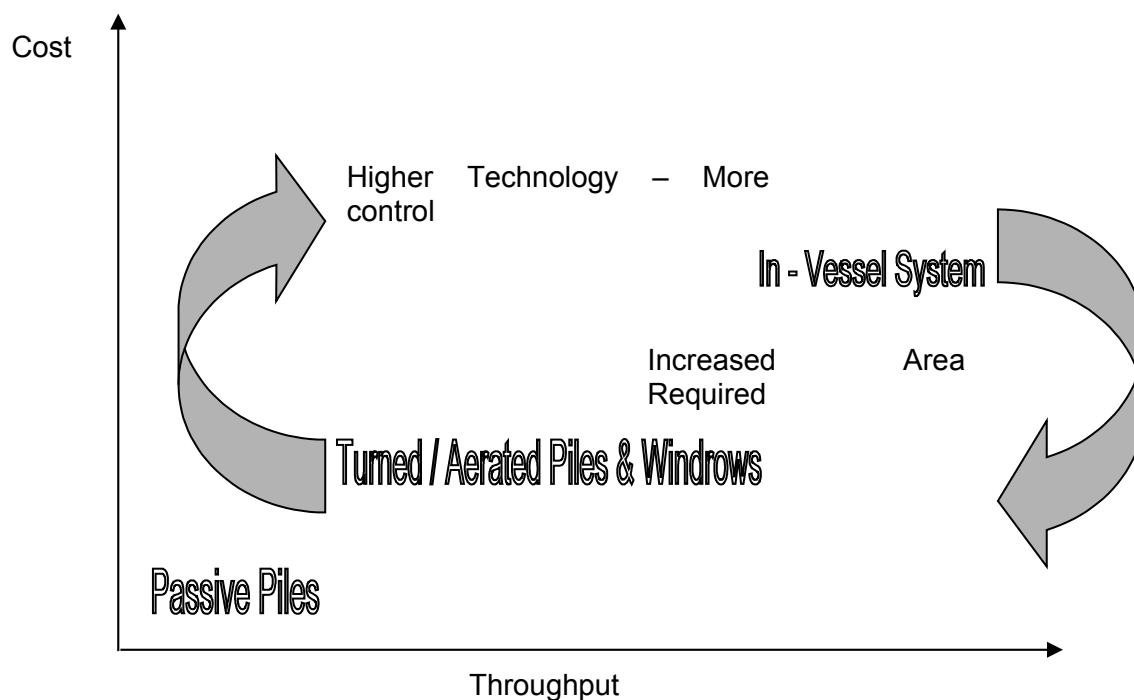 Cost
Higher Technology – More
control
In - Vessel System
Increased Area
Required
Turned / Aerated Piles & Windrows
Passive Piles
Throughput